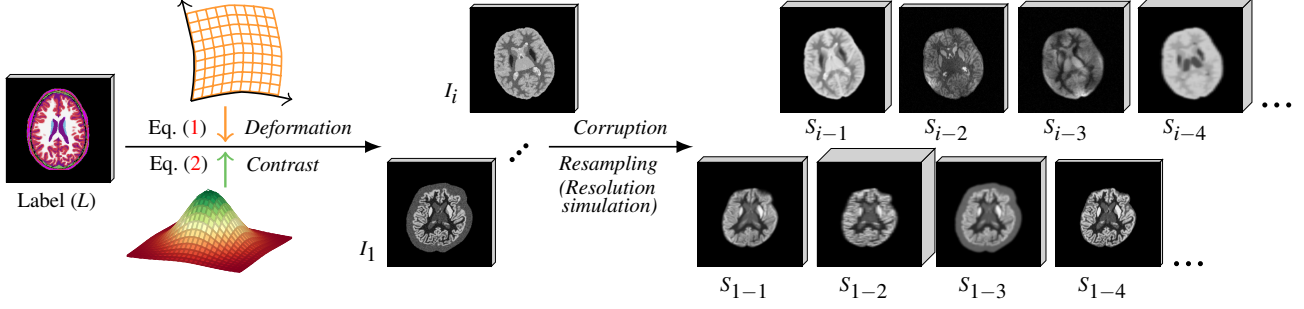 Label (L)
Eq. (1) Deformation
Eq. (2) Contrast
I_i
I_1
...
Corruption
Resampling
(Resolution
simulation)
S_{i−1} S_{i−2} S_{i−3} S_{i−4} ...
S_{1−1} S_{1−2} S_{1−3} S_{1−4} ...